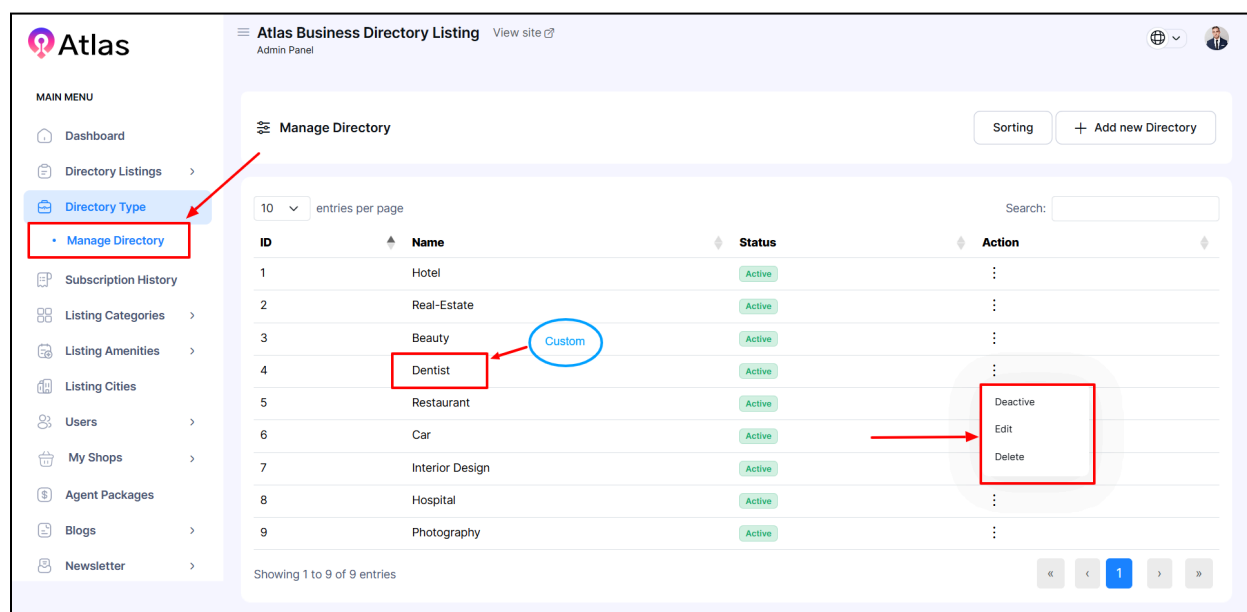 Atlas
Atlas Business Directory Listing View site
Admin Panel
MAIN MENU
Dashboard
Directory Listings
Directory Type
Manage Directory
Subscription History
Listing Categories
Listing Amenities
Listing Cities
Users
My Shops
Agent Packages
Blogs
Newsletter
Manage Directory
Sorting
+ Add new Directory
10 entries per page
Search:
ID Name Status Action
1 Hotel Active
2 Real-Estate Active
3 Beauty Active
Custom
4 Dentist Active
5 Restaurant Active
6 Car Active
7 Interior Design Active
8 Hospital Active
9 Photography Active
Deactive
Edit
Delete
Showing 1 to 9 of 9 entries
« ‹ 1 › »